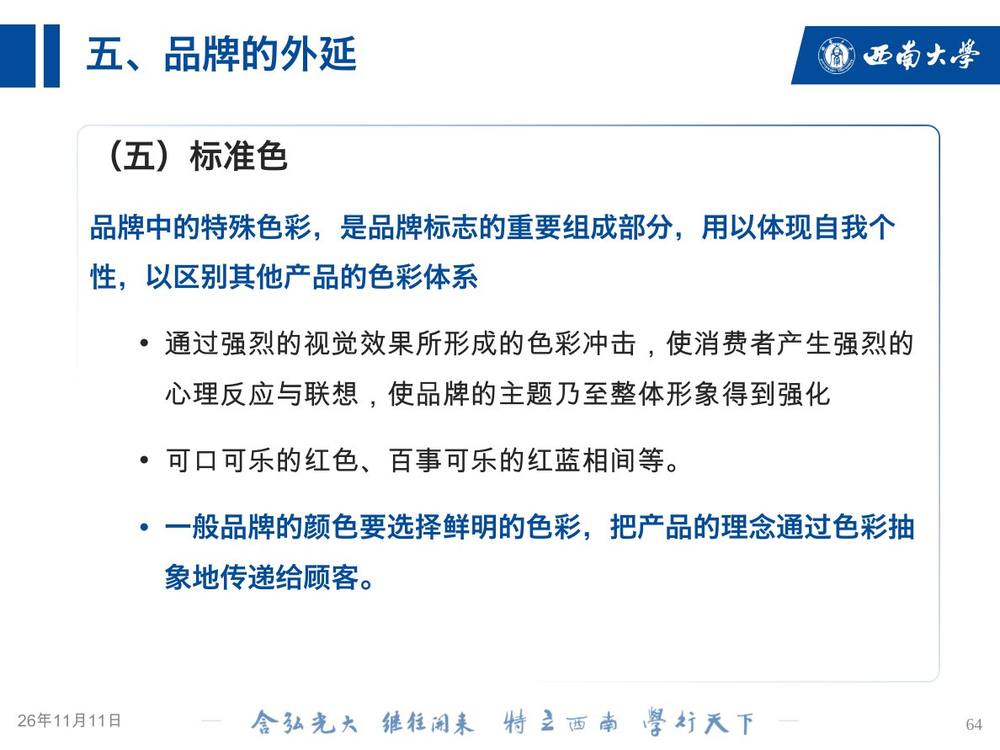 五、品牌的外延
西南大学
（五）标准色
品牌中的特殊色彩，是品牌标志的重要组成部分，用以体现自我个
性，以区别其他产品的色彩体系
• 通过强烈的视觉效果所形成的色彩冲击，使消费者产生强烈的
心理反应与联想，使品牌的主题乃至整体形象得到强化
• 可口可乐的红色、百事可乐的红蓝相间等。
• 一般品牌的颜色要选择鲜明的色彩，把产品的理念通过色彩抽
象地传递给顾客。
26年11月11日
含弘光大 继往开来 特立西南 学行天下
64